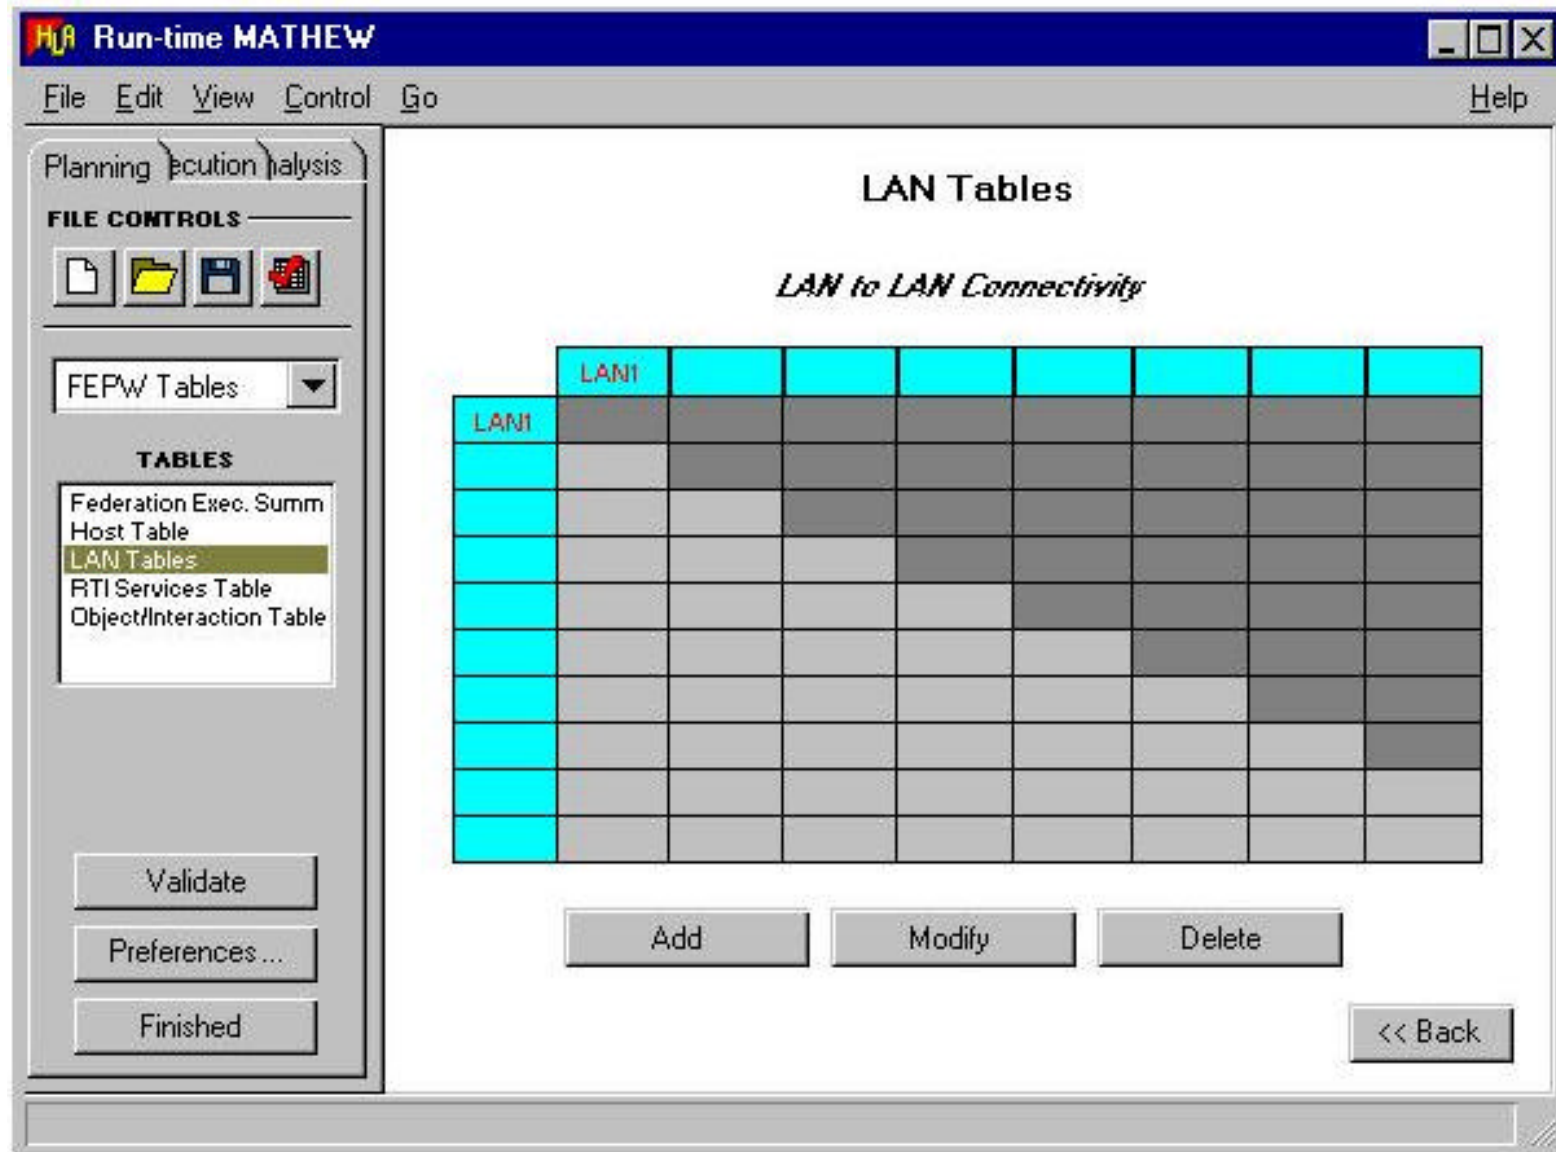 HLA Run-time MATHEW
File Edit View Control Go Help
Planning ecution nalysis
FILE CONTROLS
FEPW Tables
TABLES
Federation Exec. Summ
Host Table
LAN Tables
RTI Services Table
Object/Interaction Table
Validate
Preferences...
Finished
LAN Tables
LAN to LAN Connectivity
LAN1
LAN1
Add Modify Delete
<< Back